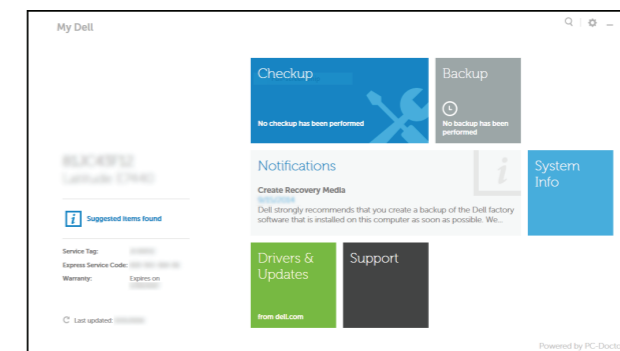 My Dell
Checkup
No checkup has been performed
Backup
No backup has been
performed
Notifications
Create Recovery Media
Dell strongly recommends that you create a backup of the Dell factory
software that is installed on this computer as soon as possible. We...
System
Info
i Suggested items found
Service Tag:
Express Service Code:
Warranty: Expires on
Last updated:
Drivers &
Updates
from dell.com
Support
Powered by PC-Docto